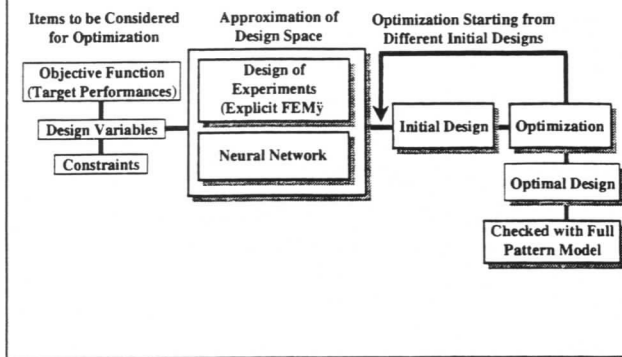 Items to be Considered
for Optimization
Approximation of
Design Space
Optimization Starting from
Different Initial Designs
Objective Function
(Target Performances)
Design Variables
Constraints
Design of
Experiments
(Explicit FEMÿ
Neural Network
Initial Design
Optimization
Optimal Design
Checked with Full
Pattern Model